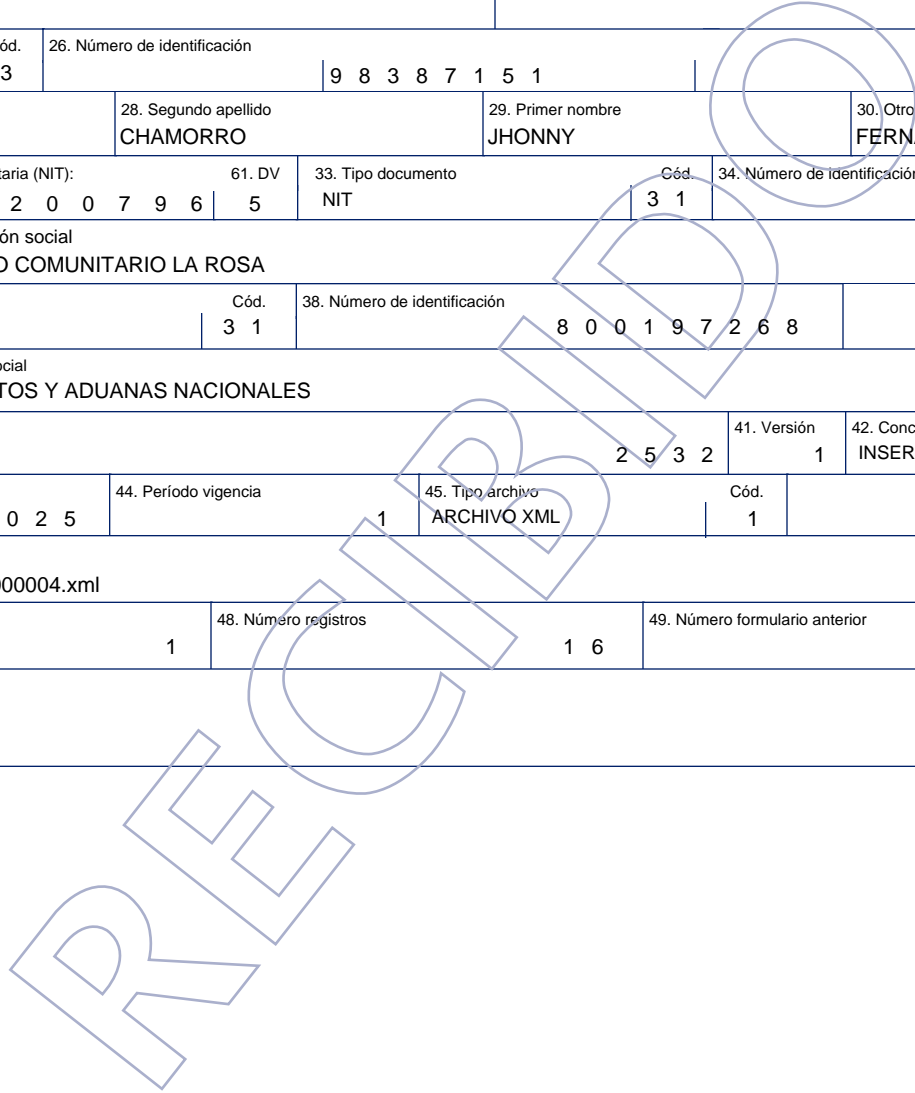 ód. 26. Número de identificación
3 9 8 3 8 7 1 5 1
28. Segundo apellido 29. Primer nombre 30. Otro
CHAMORRO JHONNY FERNA
taria (NIT): 61. DV 33. Tipo documento Cód. 34. Número de identificación
2 0 0 7 9 6 5 NIT 3 1
ón social
O COMUNITARIO LA ROSA
Cód. 38. Número de identificación
3 1 8 0 0 1 9 7 2 6 8
ocial
TOS Y ADUANAS NACIONALES
41. Versión 42. Conc
2 5 3 2 1 INSER
44. Período vigencia 45. Tipo archivo Cód.
0 2 5 1 ARCHIVO XML 1
000004.xml
48. Número registros 49. Número formulario anterior
1 1 6
RECIBIDO